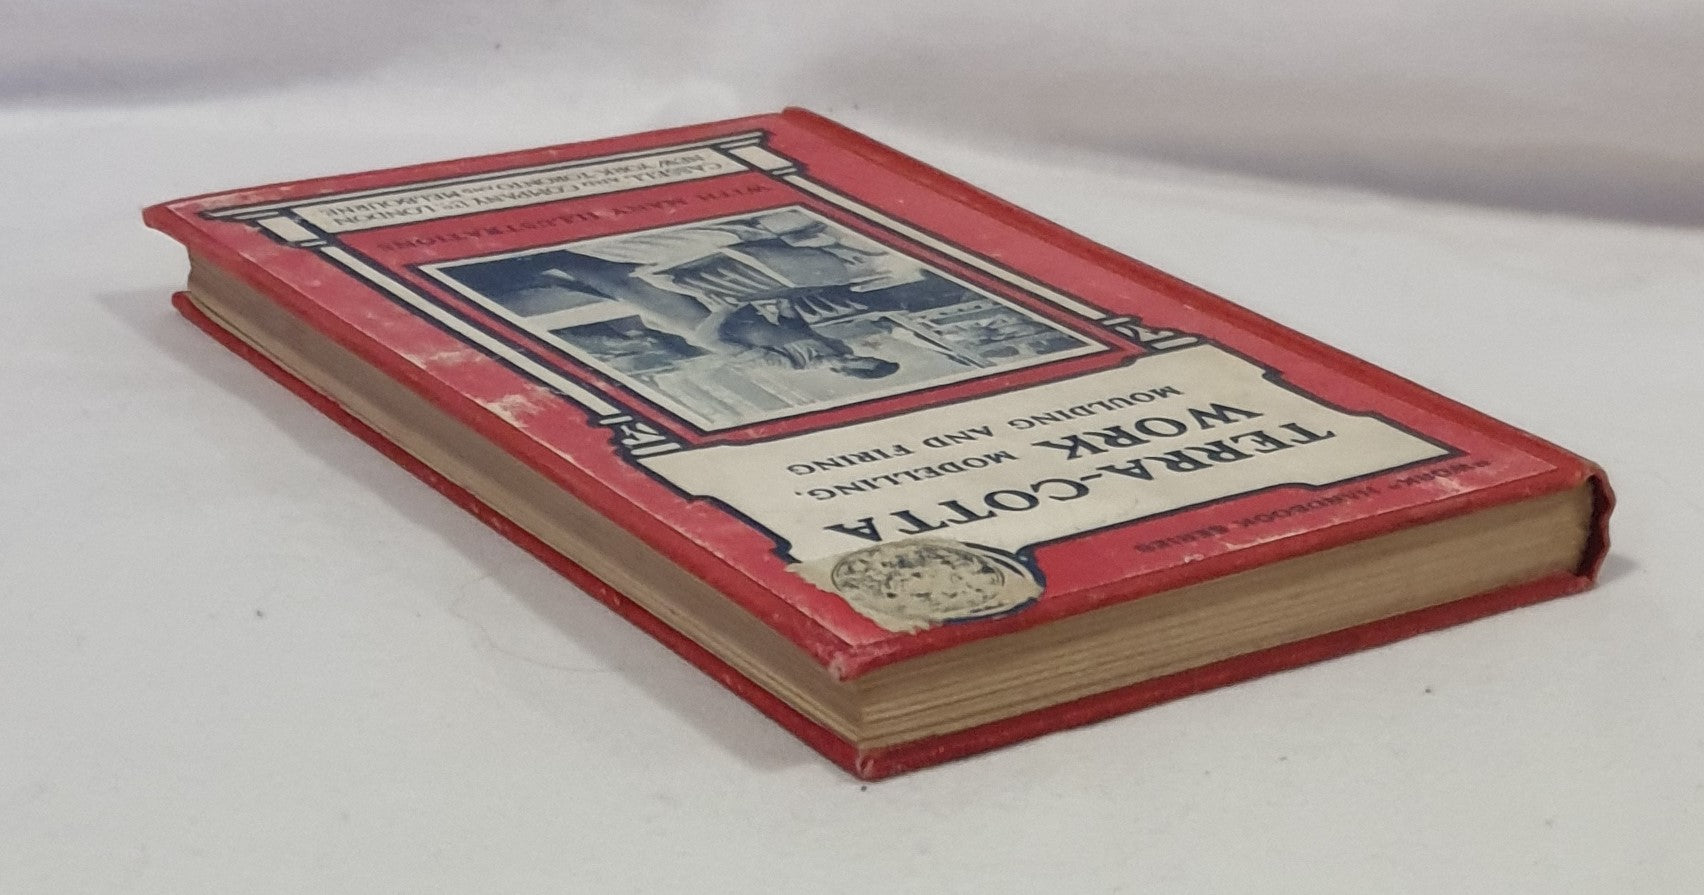 "WORK" HANDBOOK SERIES
TERRA-COTTA
WORK MODELLING,
MOULDING AND FIRING
WITH MANY ILLUSTRATIONS
CASSELL AND COMPANY LTD LONDON
NEW YORK, TORONTO AND MELBOURNE